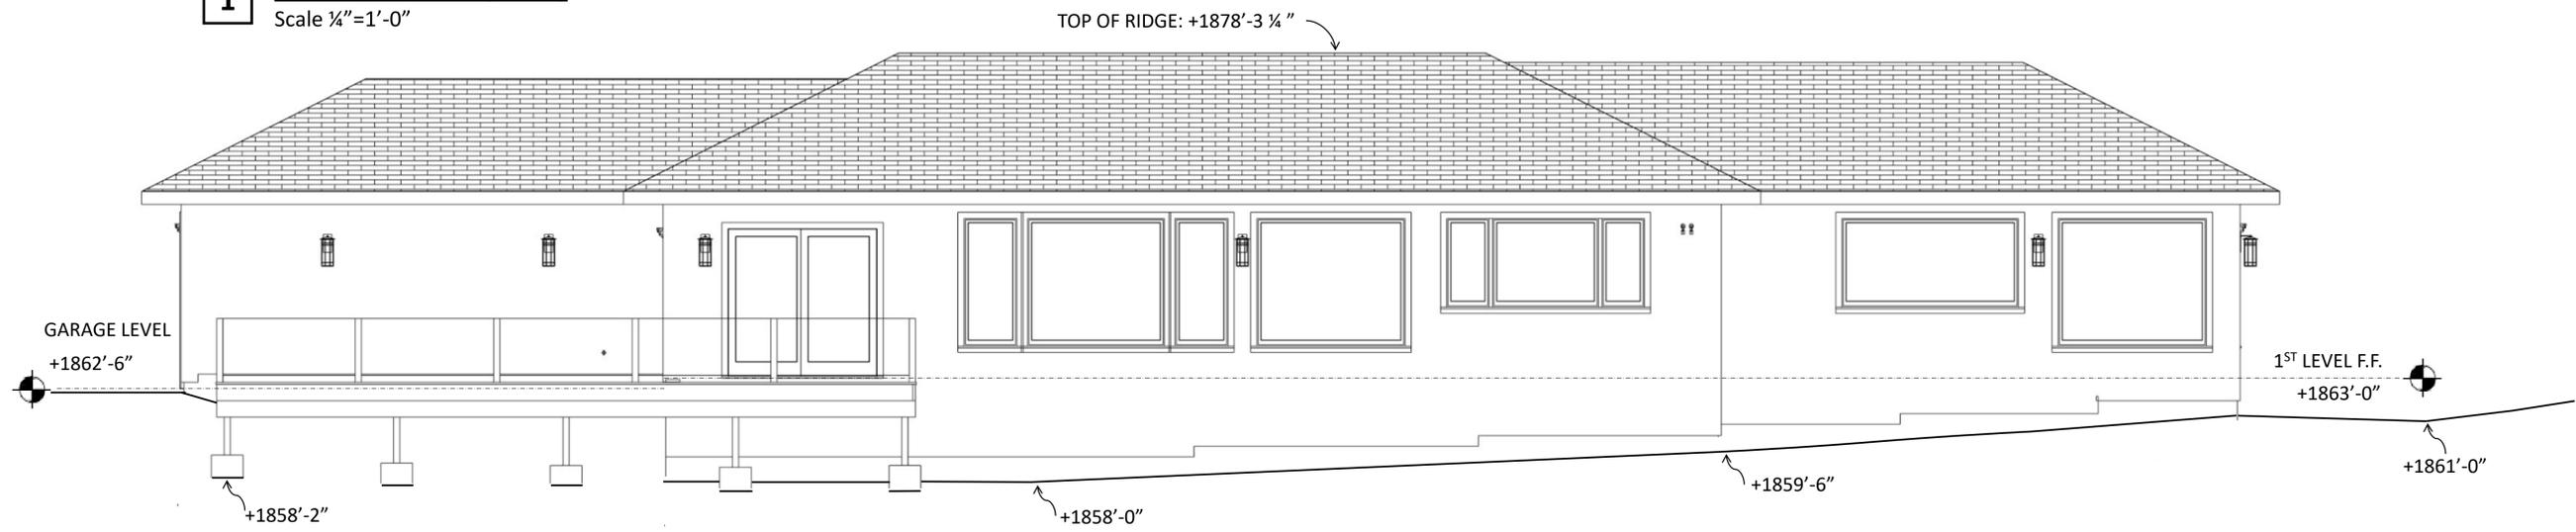 1
Scale ¼”=1’-0”
TOP OF RIDGE: +1878’-3 ¼ ”
GARAGE LEVEL
+1862’-6”
1ST LEVEL F.F.
+1863’-0”
+1861’-0”
+1859’-6”
+1858’-2”
+1858’-0”